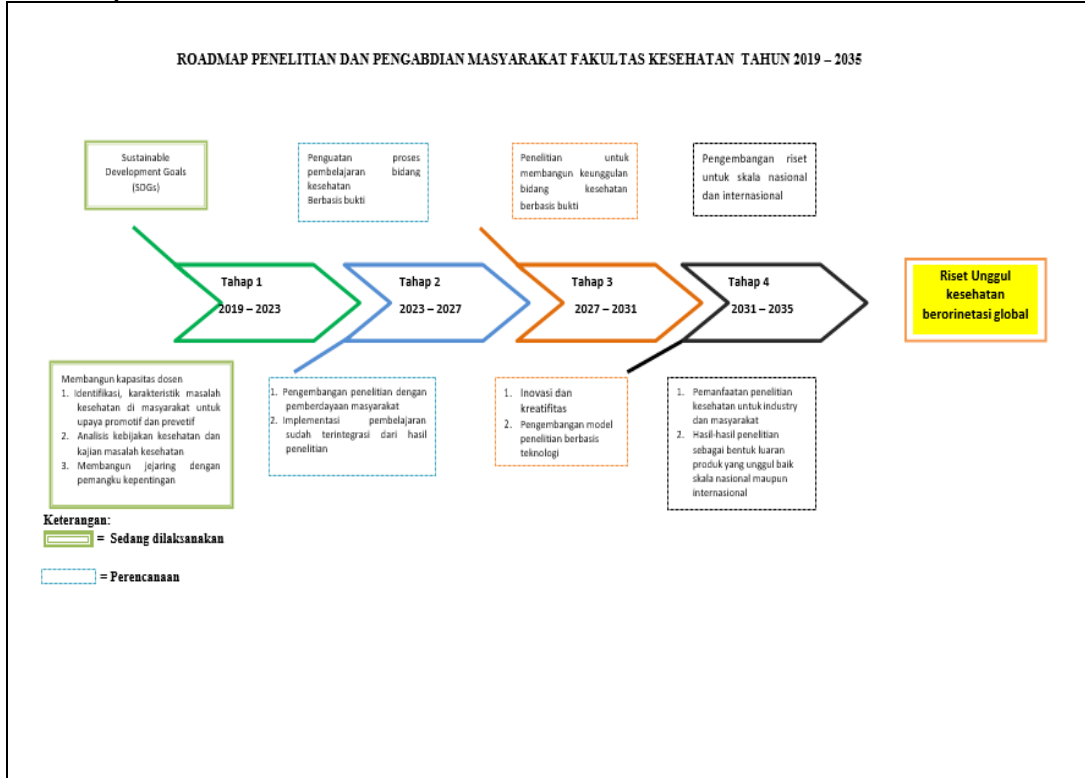 ROADMAP PENELITIAN DAN PENGABDIAN MASYARAKAT FAKULTAS KESEHATAN TAHUN 2019 – 2035
Sustainable
Development Goals
(SDGs)
Penguatan proses
pembelajaran bidang
kesehatan
Berbasis bukti
Penelitian untuk
membangun keunggulan
bidang kesehatan
berbasis bukti
Pengembangan riset
untuk skala nasional
dan internasional
Tahap 1
2019 – 2023
Tahap 2
2023 – 2027
Tahap 3
2027 – 2031
Tahap 4
2031 – 2035
Riset Unggul
kesehatan
berorinetasi global
Membangun kapasitas dosen
1. Identifikasi, karakteristik masalah
kesehatan di masyarakat untuk
upaya promotif dan prevetif
2. Analisis kebijakan kesehatan dan
kajian masalah kesehatan
3. Membangun jejaring dengan
pemangku kepentingan
1. Pengembangan penelitian dengan
pemberdayaan masyarakat
2. Implementasi pembelajaran
sudah terintegrasi dari hasil
penelitian
1. Inovasi dan
kreatifitas
2. Pengembangan model
penelitian berbasis
teknologi
1. Pemanfaatan penelitian
kesehatan untuk industry
dan masyarakat
2. Hasil-hasil penelitian
sebagai bentuk luaran
produk yang unggul baik
skala nasional maupun
internasional
Keterangan:
= Sedang dilaksanakan
= Perencanaan